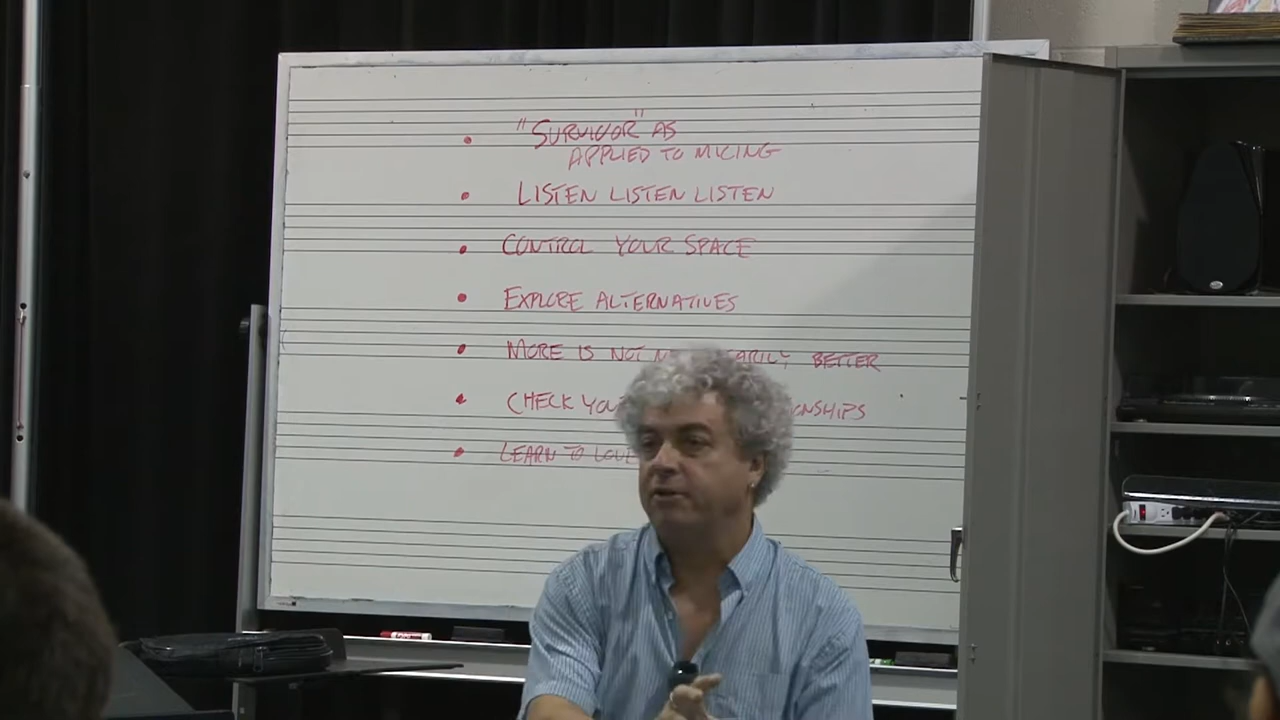 • "SURVIVOR" AS
APPLIED TO MICING
• LISTEN LISTEN LISTEN
• CONTROL YOUR SPACE
• EXPLORE ALTERNATIVES
• MORE IS NOT BETTER
• CHECK
• LEARN TO LOVE